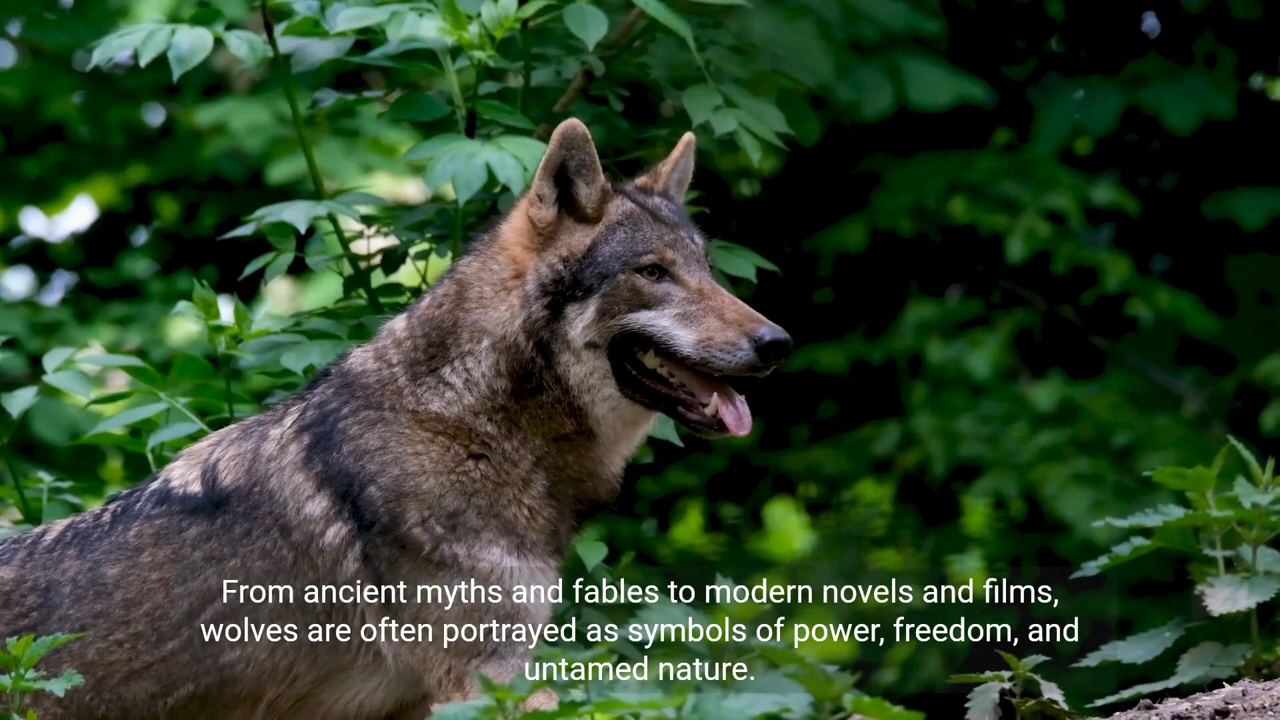 From ancient myths and fables to modern novels and films,
wolves are often portrayed as symbols of power, freedom, and
untamed nature.